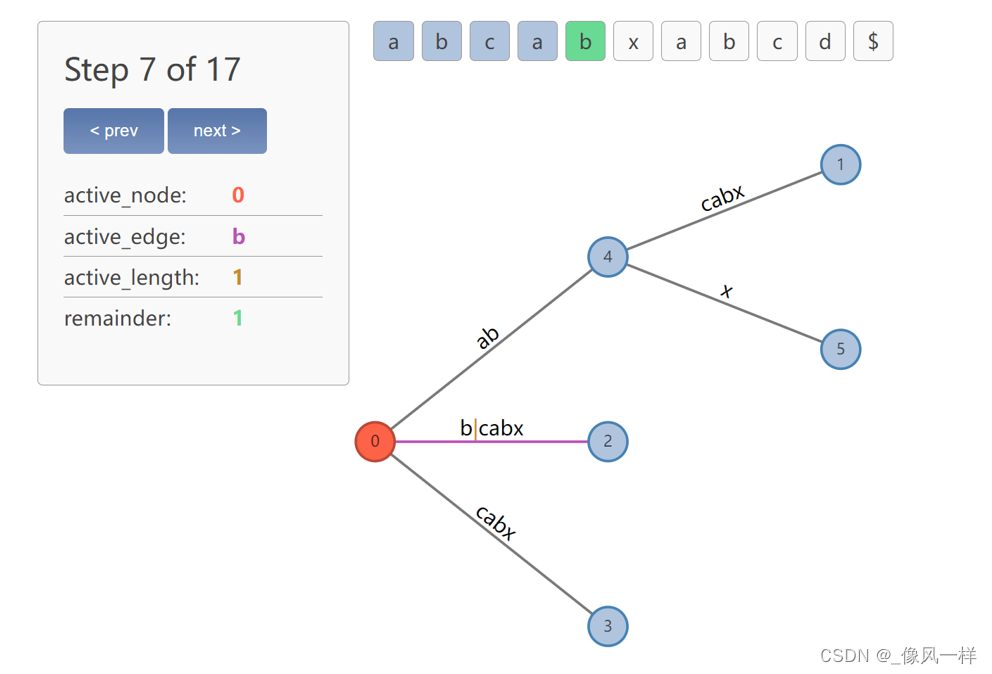 Step 7 of 17
< prev next >
active_node: 0
active_edge: b
active_length: 1
remainder: 1
a b c a b x a b c d $
1
cabx
4
x
5
ab
0
b|cabx
2
cabx
3
CSDN @_像风一样